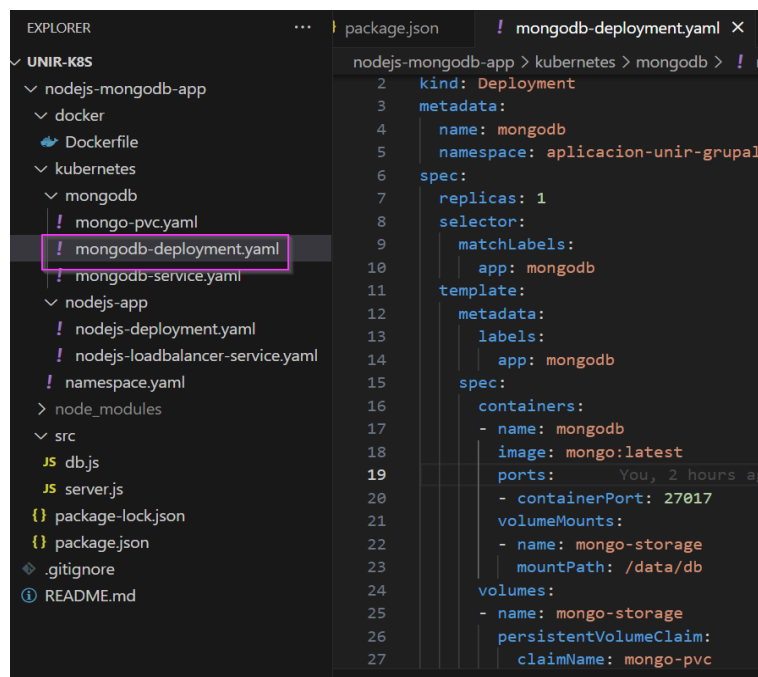 EXPLORER
UNIR-K8S
nodejs-mongodb-app
docker
Dockerfile
kubernetes
mongodb
! mongo-pvc.yaml
! mongodb-deployment.yaml
! mongodb-service.yaml
nodejs-app
! nodejs-deployment.yaml
! nodejs-loadbalancer-service.yaml
! namespace.yaml
node_modules
src
JS db.js
JS server.js
{} package-lock.json
{} package.json
.gitignore
README.md
package.json
! mongodb-deployment.yaml
nodejs-mongodb-app > kubernetes > mongodb > !
2 kind: Deployment
3 metadata:
4 name: mongodb
5 namespace: aplicacion-unir-grupal
6 spec:
7 replicas: 1
8 selector:
9 matchLabels:
10 app: mongodb
11 template:
12 metadata:
13 labels:
14 app: mongodb
15 spec:
16 containers:
17 - name: mongodb
18 image: mongo:latest
19 ports: You, 2 hours
20 - containerPort: 27017
21 volumeMounts:
22 - name: mongo-storage
23 mountPath: /data/db
24 volumes:
25 - name: mongo-storage
26 persistentVolumeClaim:
27 claimName: mongo-pvc